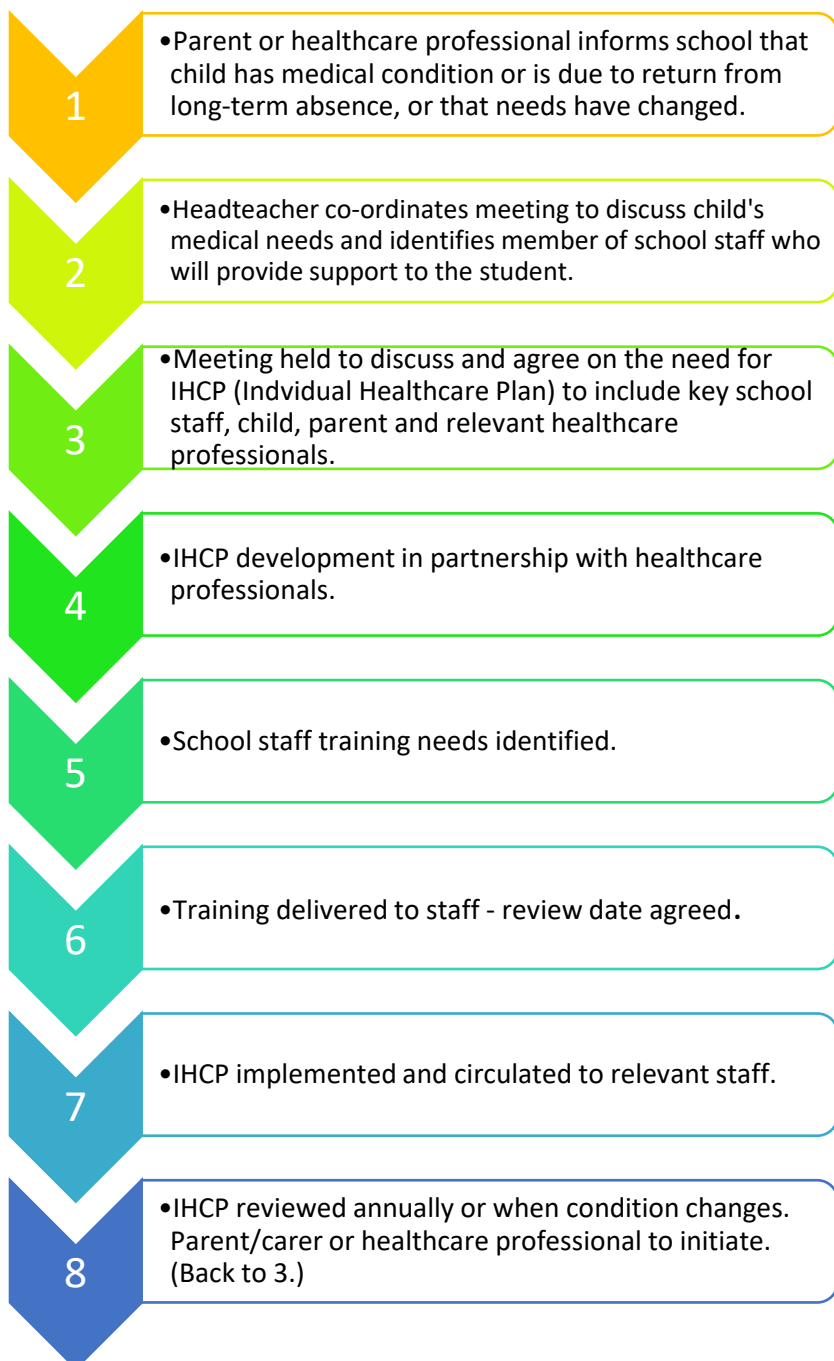 1
•Parent or healthcare professional informs school that
child has medical condition or is due to return from
long-term absence, or that needs have changed.
2
•Headteacher co-ordinates meeting to discuss child's
medical needs and identifies member of school staff who
will provide support to the student.
3
•Meeting held to discuss and agree on the need for
IHCP (Indvidual Healthcare Plan) to include key school
staff, child, parent and relevant healthcare
professionals.
4
•IHCP development in partnership with healthcare
professionals.
5
•School staff training needs identified.
6
•Training delivered to staff - review date agreed.
7
•IHCP implemented and circulated to relevant staff.
8
•IHCP reviewed annually or when condition changes.
Parent/carer or healthcare professional to initiate.
(Back to 3.)